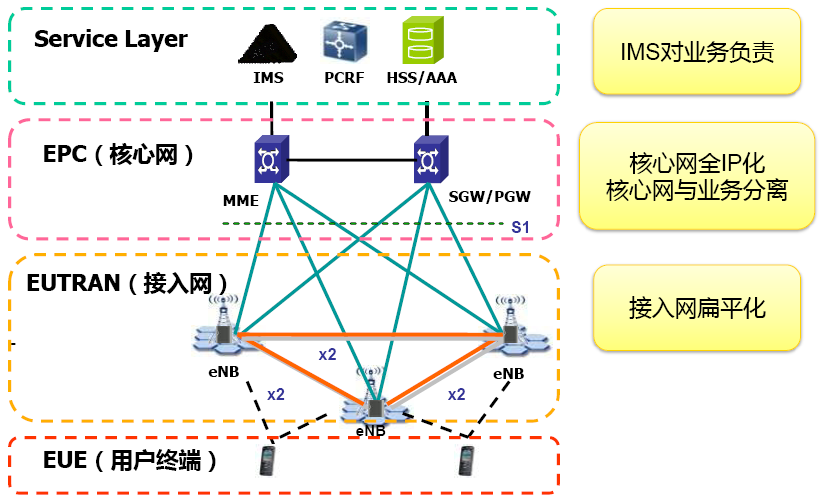 Service Layer
IMS
PCRF
HSS/AAA
IMS对业务负责
EPC（核心网）
MME
SGW/PGW
S1
核心网全IP化
核心网与业务分离
EUTRAN（接入网）
eNB
x2
eNB
x2
x2
eNB
接入网扁平化
EUE（用户终端）